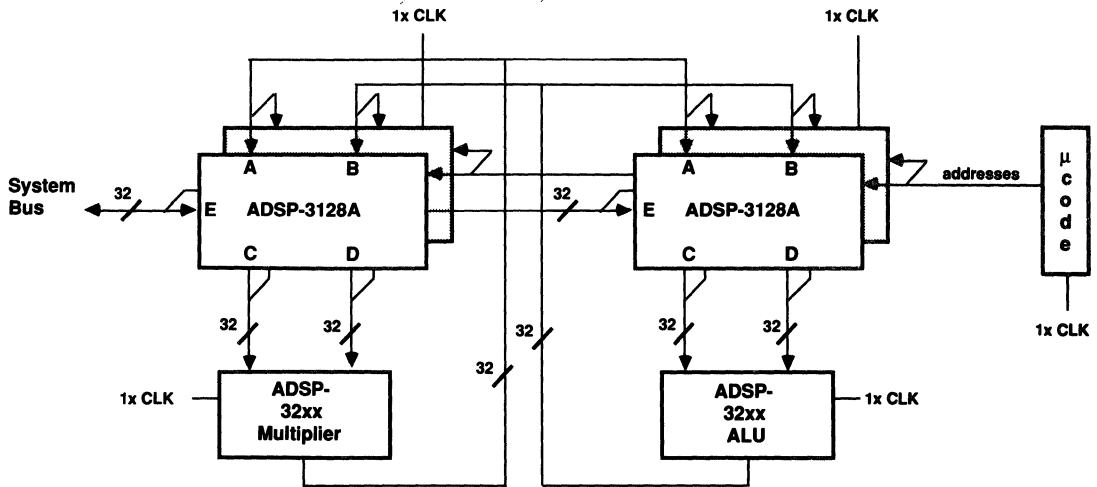 1x CLK
1x CLK
A
B
A
B
addresses
μ
c
o
d
e
System
Bus
32
E
ADSP-3128A
32
E
ADSP-3128A
C
D
C
D
1x CLK
32
32
32
32
32
32
ADSP-
32xx
Multiplier
1x CLK
ADSP-
32xx
ALU
1x CLK